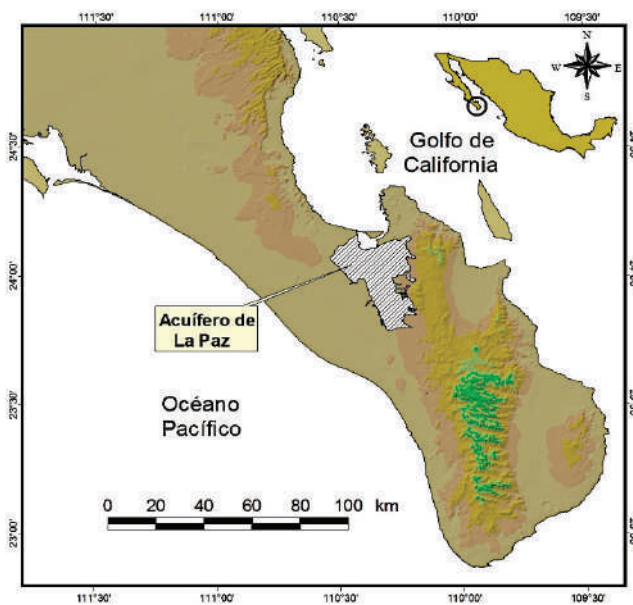 111°30' 111°00' 110°30' 110°00' 109°30'
N
W E
S
Golfo de
California
24°30'
24°00'
Acuífero de
La Paz
23°30'
Océano
Pacífico
0 20 40 60 80 100 km
23°00'
111°30' 111°00' 110°30' 110°00' 109°30'